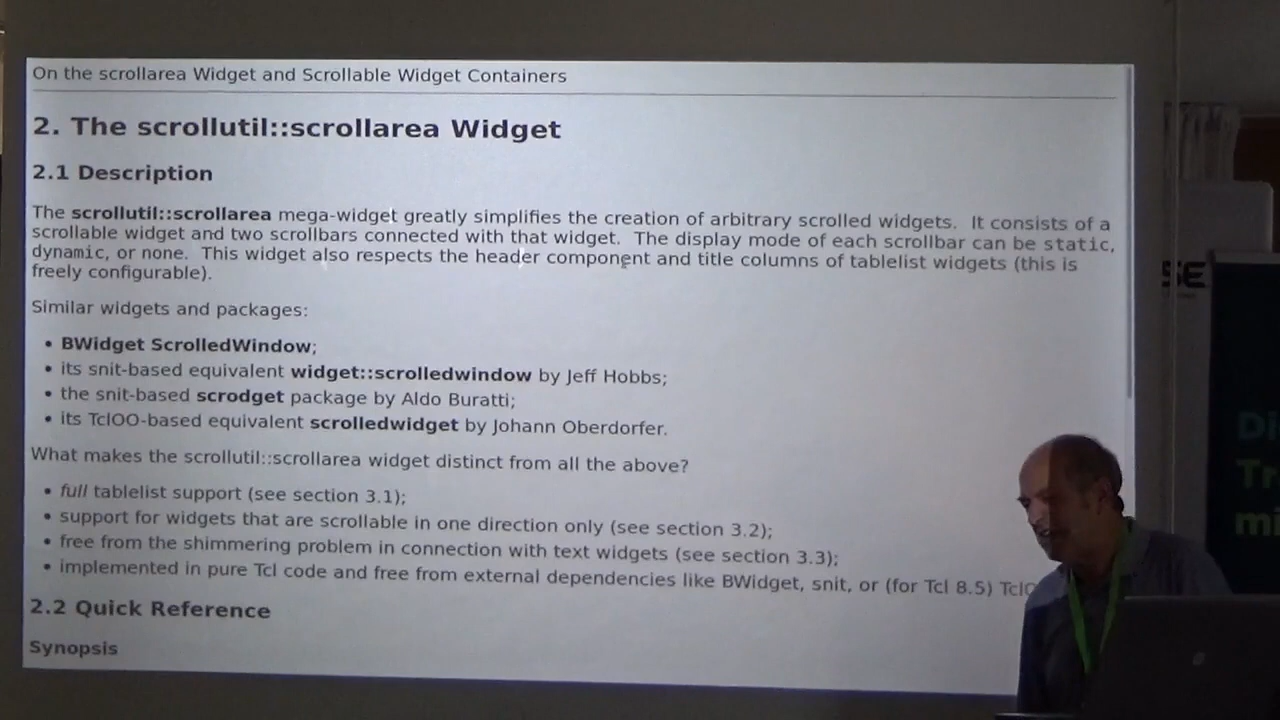 On the scrollarea Widget and Scrollable Widget Containers
2. The scrollutil::scrollarea Widget
2.1 Description
The scrollutil::scrollarea mega-widget greatly simplifies the creation of arbitrary scrolled widgets. It consists of a
scrollable widget and two scrollbars connected with that widget. The display mode of each scrollbar can be static,
dynamic, or none. This widget also respects the header component and title columns of tablelist widgets (this is
freely configurable).
Similar widgets and packages:
• BWidget ScrolledWindow;
• its snit-based equivalent widget::scrolledwindow by Jeff Hobbs;
• the snit-based scrodget package by Aldo Buratti;
• its TclOO-based equivalent scrolledwidget by Johann Oberdorfer.
What makes the scrollutil::scrollarea widget distinct from all the above?
• full tablelist support (see section 3.1);
• support for widgets that are scrollable in one direction only (see section 3.2);
• free from the shimmering problem in connection with text widgets (see section 3.3);
• implemented in pure Tcl code and free from external dependencies like BWidget, snit, or (for Tcl 8.5) TclO
2.2 Quick Reference
Synopsis
SE